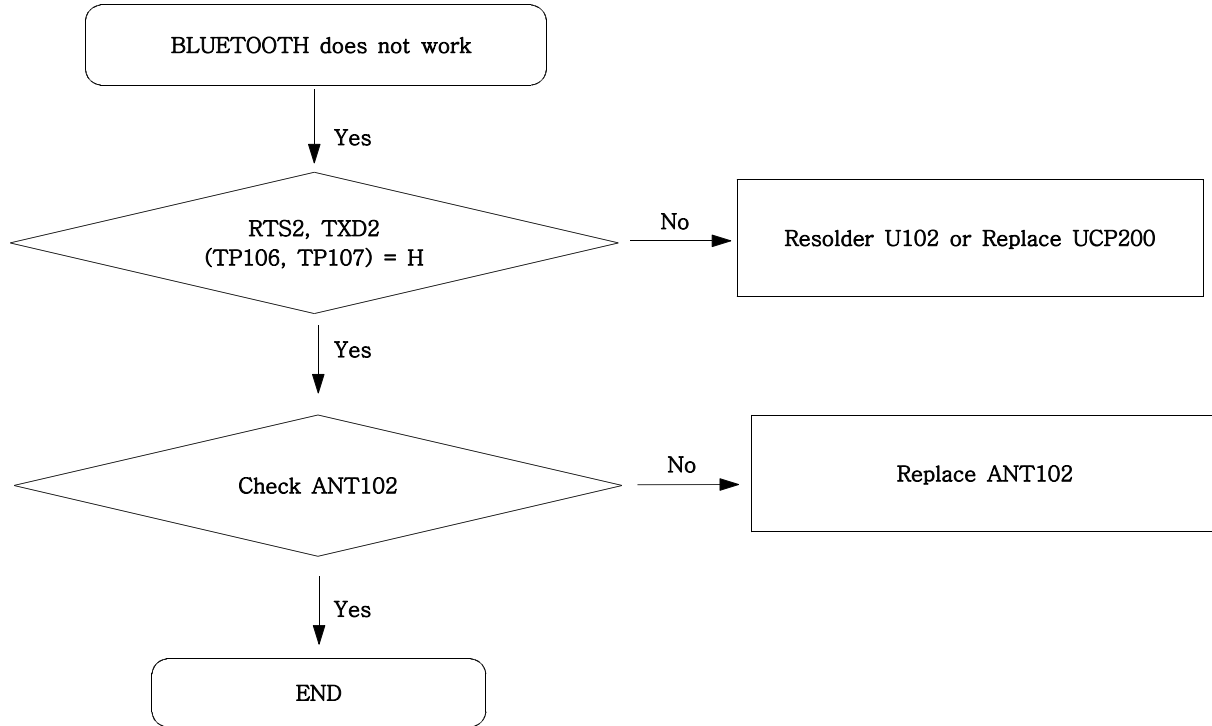 BLUETOOTH does not work
Yes
RTS2, TXD2
(TP106, TP107) = H
No
Resolder U102 or Replace UCP200
Yes
Check ANT102
No
Replace ANT102
Yes
END